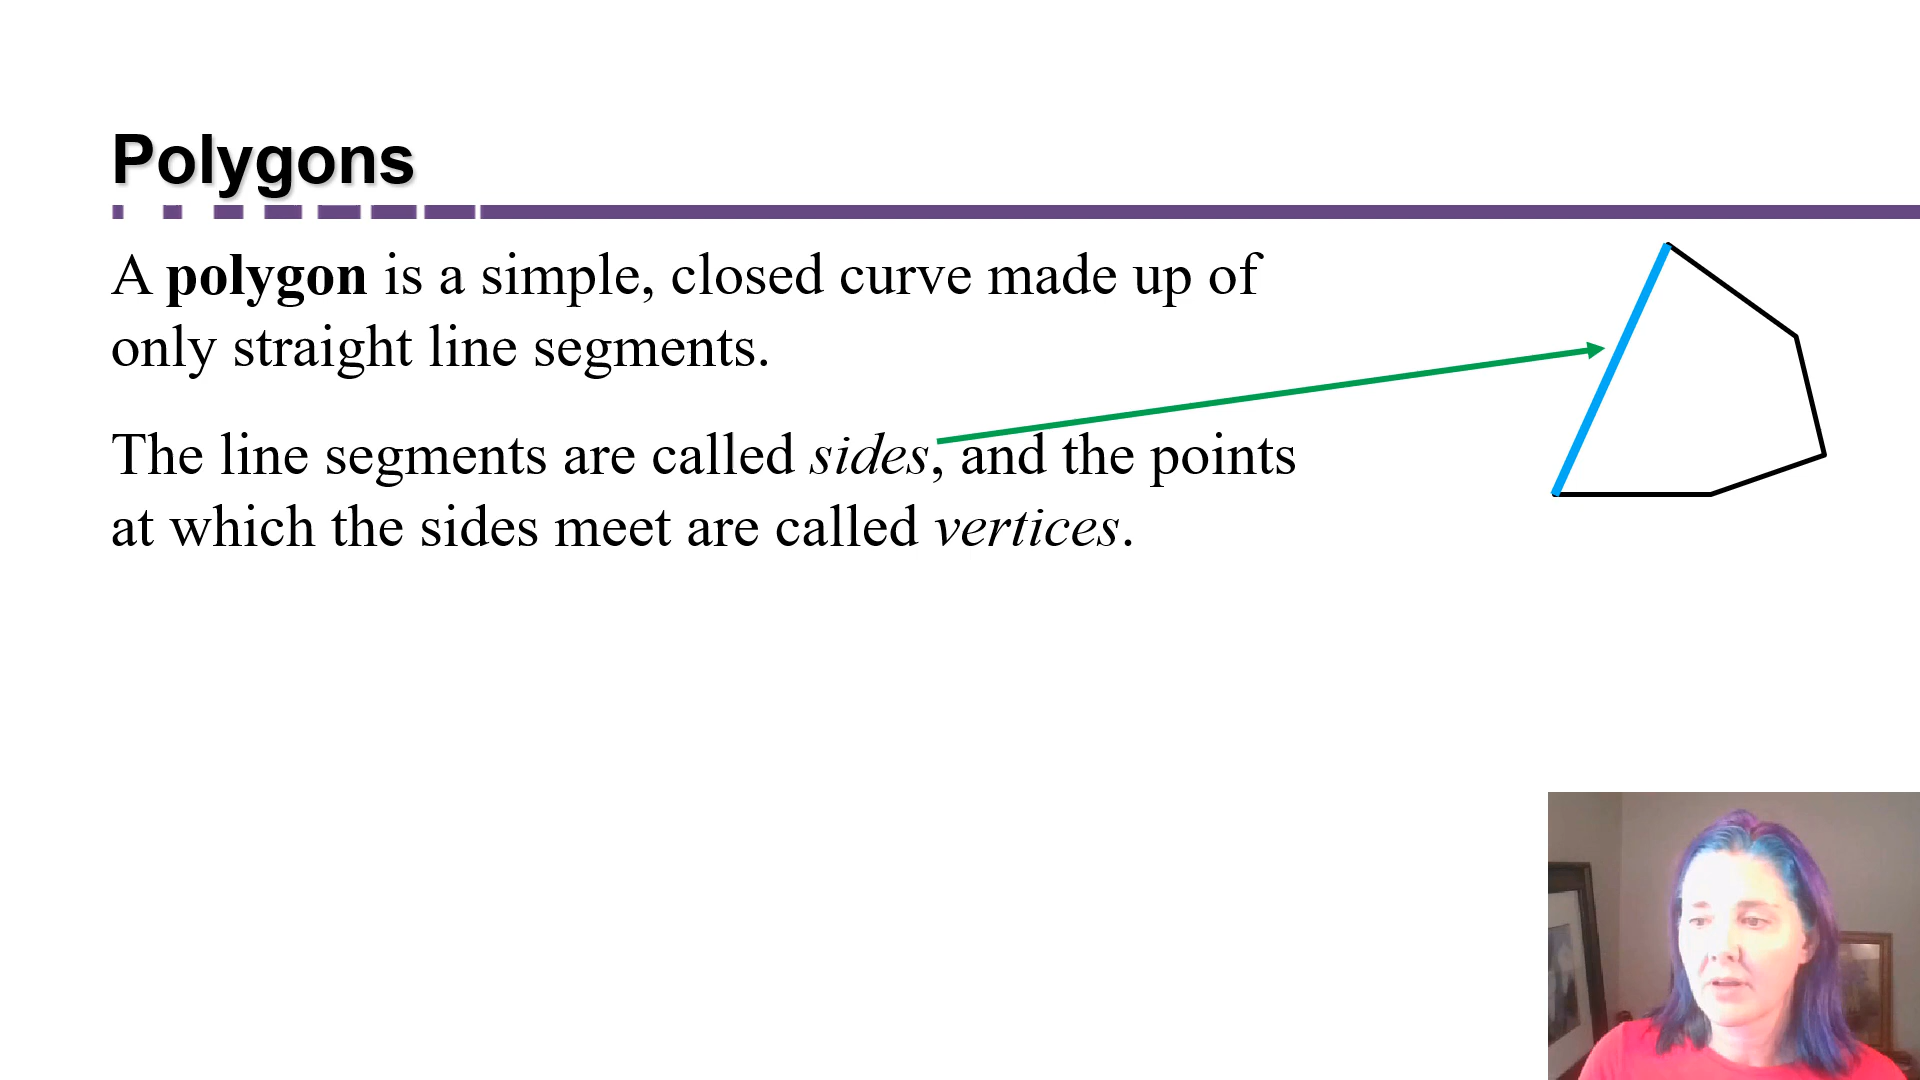 Polygons
A polygon is a simple, closed curve made up of
only straight line segments.
The line segments are called sides, and the points
at which the sides meet are called vertices.